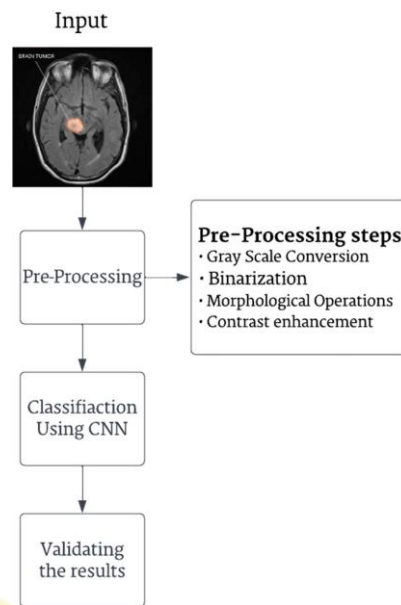 Input
BRAIN TUMOR
Pre-Processing
Pre-Processing steps
· Gray Scale Conversion
· Binarization
· Morphological Operations
· Contrast enhancement
Classifiaction
Using CNN
Validating
the results